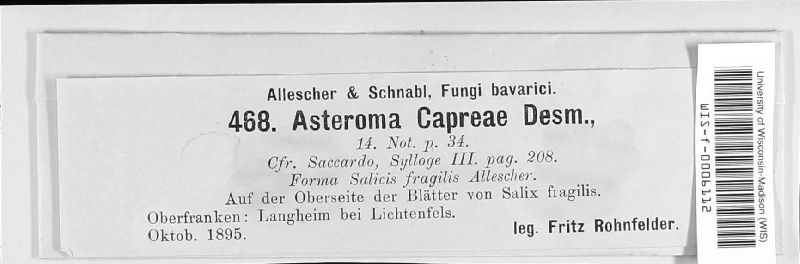 Allescher & Schnabl, Fungi bavarici.
468. Asteroma Capreae Desm.,
14. Not. p. 34.
Cfr. Saccardo, Sylloge III. pag. 208.
Forma Salicis fragilis Allescher.
Auf der Oberseite der Blätter von Salix fragilis.
Oberfranken: Langheim bei Lichtenfels.
Oktob. 1895.
leg. Fritz Rohnfelder.
University of Wisconsin-Madison (WIS)
WIS-f-0006112